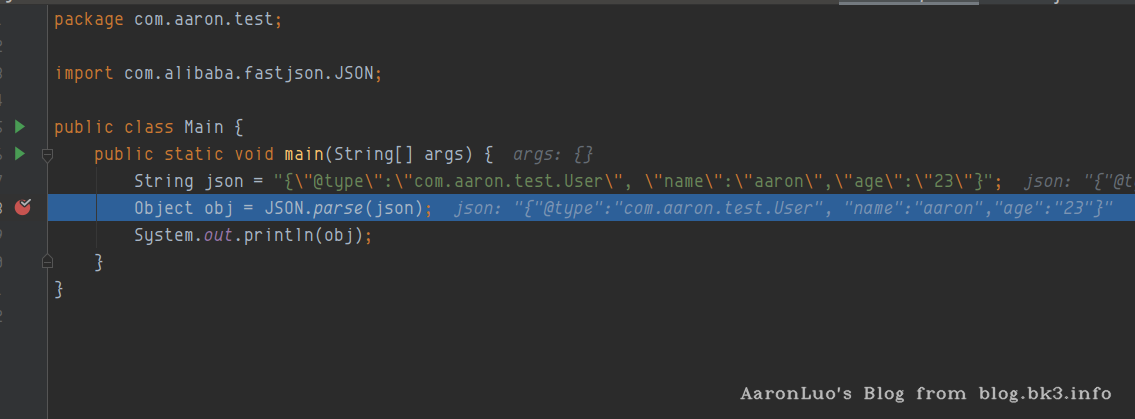 package com.aaron.test;
import com.alibaba.fastjson.JSON;
public class Main {
public static void main(String[] args) { args: {}
String json = "{\"@type\":\"com.aaron.test.User\", \"name\":\"aaron\",\"age\":\"23\"}"; json: "{"@t
Object obj = JSON.parse(json); json: "{"@type":"com.aaron.test.User", "name":"aaron","age":"23"}"
System.out.println(obj);
}
}
AaronLuo's Blog from blog.bk3.info